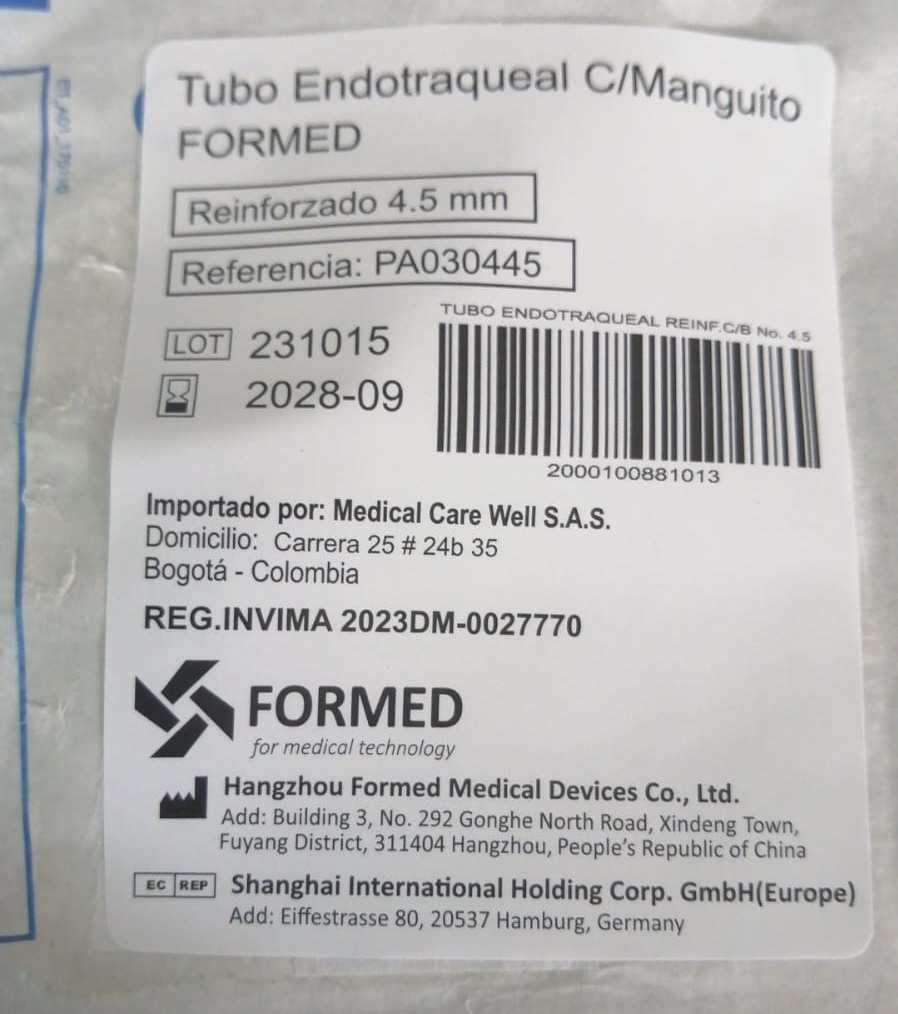 Tubo Endotraqueal C/Manguito
FORMED
Reinforzado 4.5 mm
Referencia: PA030445
LOT 231015
2028-09
TUBO ENDOTRAQUEAL REINF.C/B No. 4.5
2000100881013
Importado por: Medical Care Well S.A.S.
Domicilio: Carrera 25 # 24b 35
Bogotá - Colombia
REG.INVIMA 2023DM-0027770
FORMED
for medical technology
Hangzhou Formed Medical Devices Co., Ltd.
Add: Building 3, No. 292 Gonghe North Road, Xindeng Town,
Fuyang District, 311404 Hangzhou, People's Republic of China
EC REP Shanghai International Holding Corp. GmbH(Europe)
Add: Eiffestrasse 80, 20537 Hamburg, Germany